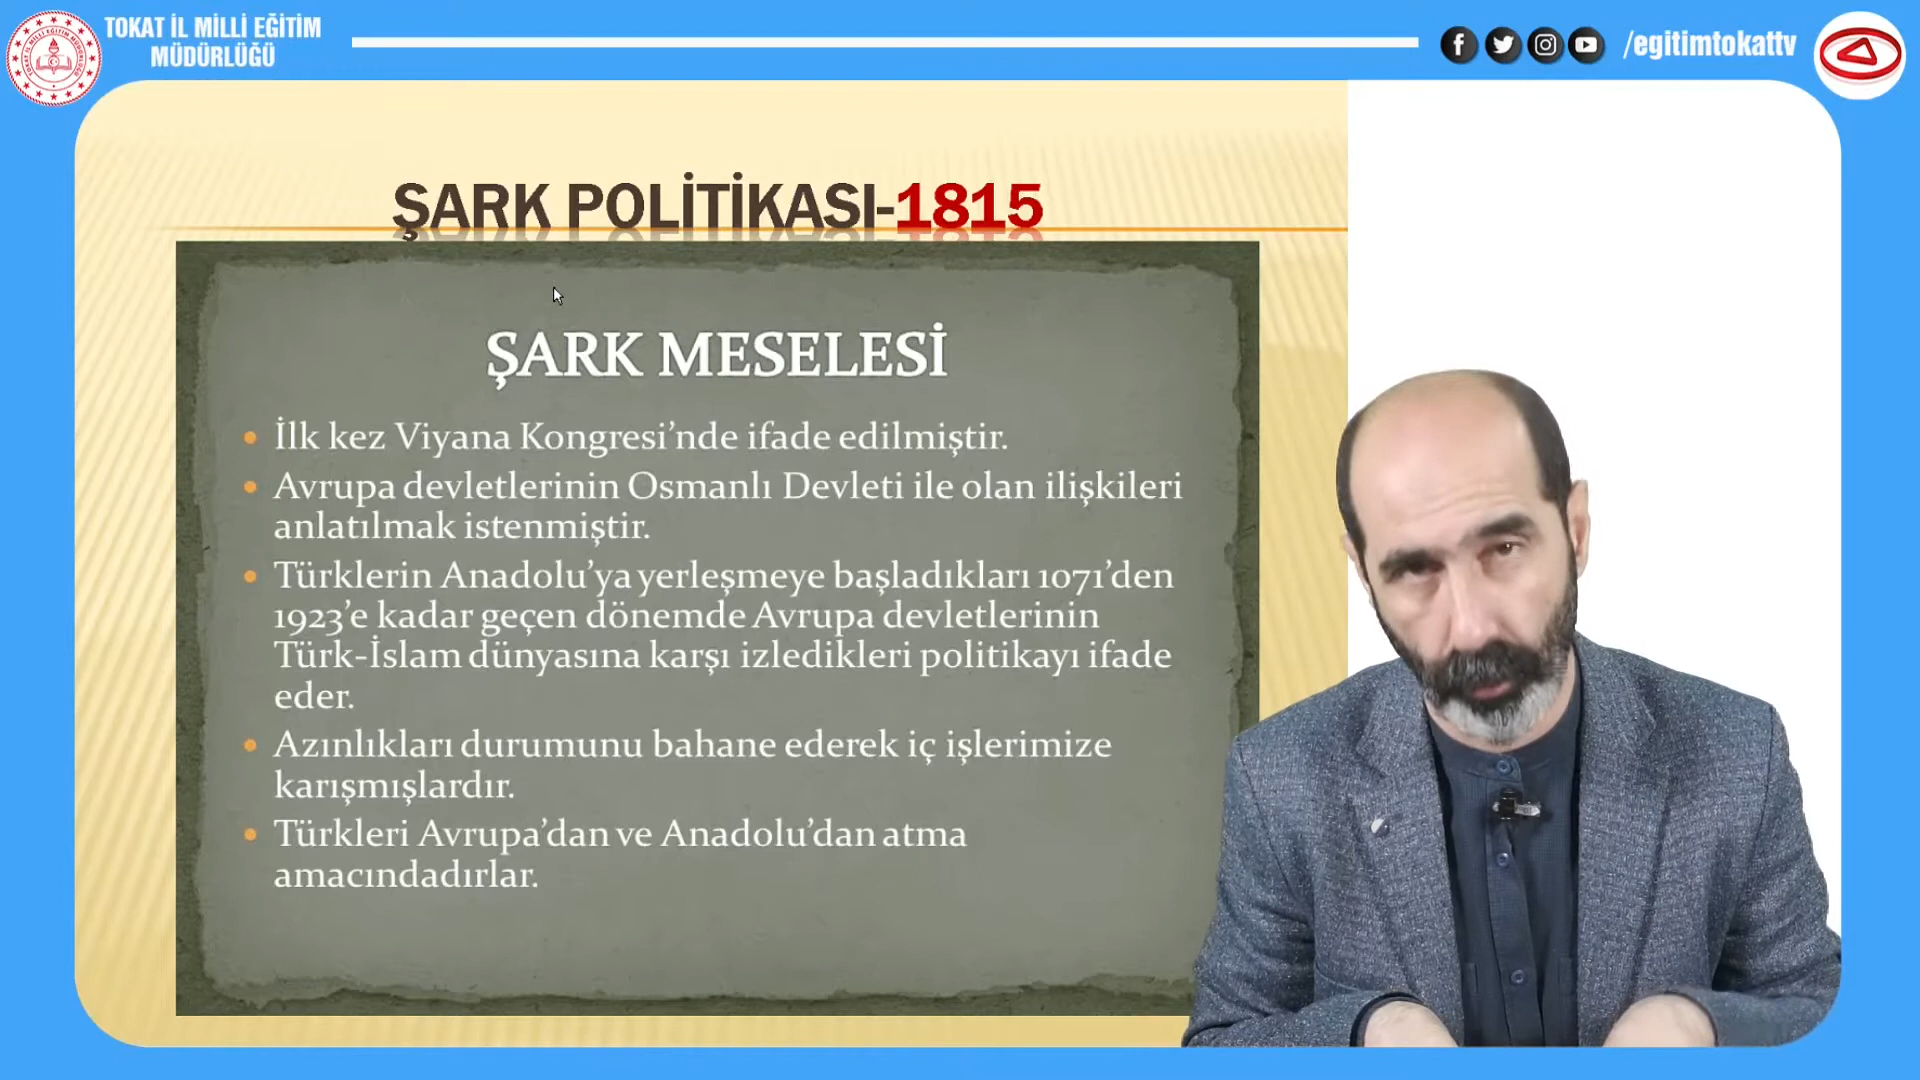 TOKAT İL MİLLİ EĞİTİM
MÜDÜRLÜĞÜ
/egitimtokattv
ŞARK POLİTİKASI-1815
ŞARK MESELESİ
• İlk kez Viyana Kongresi’nde ifade edilmiştir.
• Avrupa devletlerinin Osmanlı Devleti ile olan ilişkileri
anlatılmak istenmiştir.
• Türklerin Anadolu’ya yerleşmeye başladıkları 1071’den
1923’e kadar geçen dönemde Avrupa devletlerinin
Türk-İslam dünyasına karşı izledikleri politikayı ifade
eder.
• Azınlıkları durumunu bahane ederek iç işlerimize
karışmışlardır.
• Türkleri Avrupa’dan ve Anadolu’dan atma
amacındadırlar.